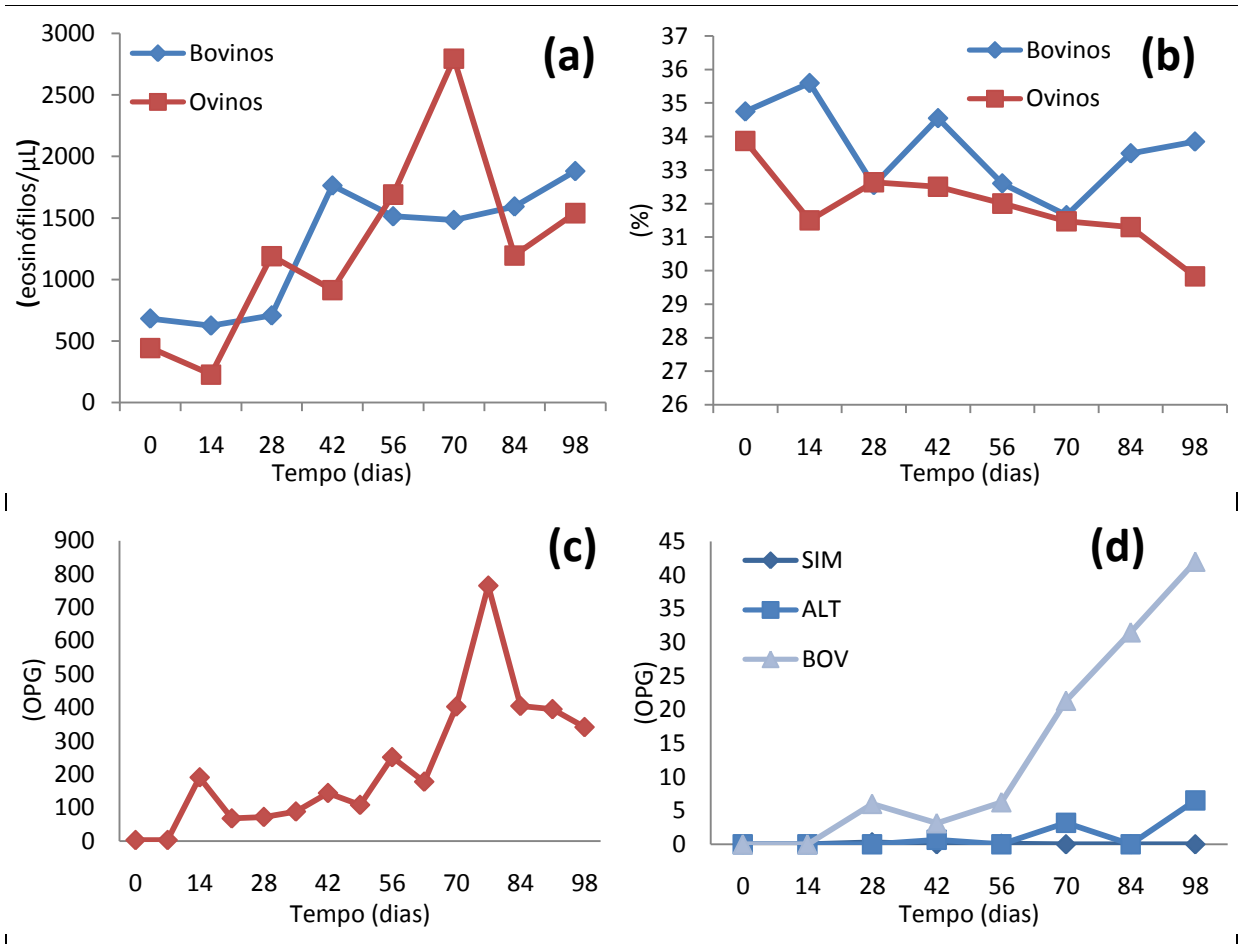 (a)
Bovinos
Ovinos
(eosinófilos/µL)
3000
2500
2000
1500
1000
500
0
0 14 28 42 56 70 84 98
Tempo (dias)
(b)
Bovinos
Ovinos
(%)
37
36
35
34
33
32
31
30
29
28
27
26
0 14 28 42 56 70 84 98
Tempo (dias)
(c)
(OPG)
900
800
700
600
500
400
300
200
100
0
0 14 28 42 56 70 84 98
Tempo (dias)
(d)
SIM
ALT
BOV
(OPG)
45
40
35
30
25
20
15
10
5
0
0 14 28 42 56 70 84 98
Tempo (dias)